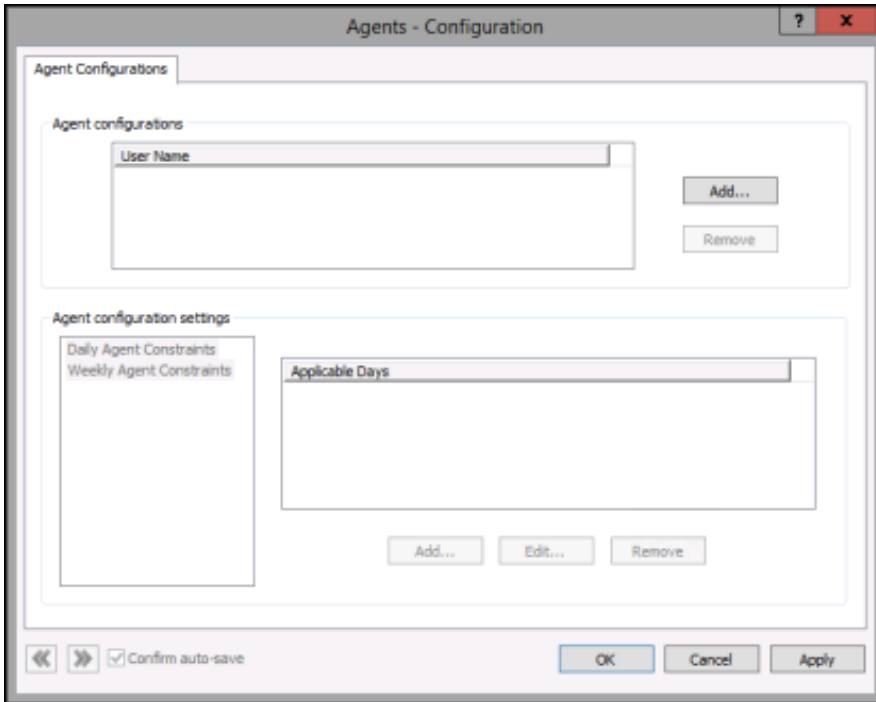 Agents - Configuration
?
x
Agent Configurations
Agent configurations
User Name
Add...
Remove
Agent configuration settings
Daily Agent Constraints
Weekly Agent Constraints
Applicable Days
Add... Edit... Remove
Confirm auto-save
OK Cancel Apply